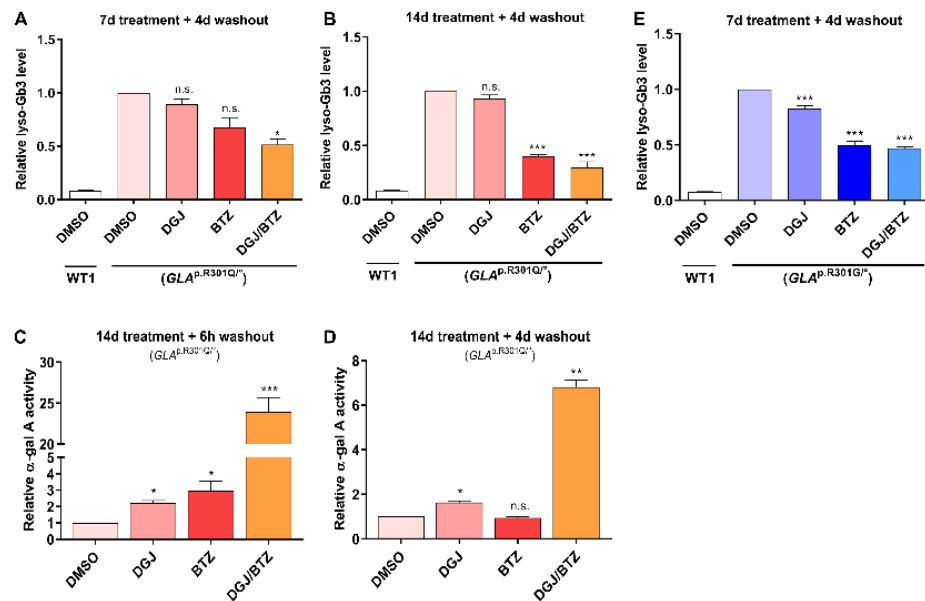 A
7d treatment + 4d washout
Relative lyso-Gb3 level
1.5
1.0
0.5
0.0
n.s.
n.s.
*
DMSO
DMSO
DGJ
BTZ
DGJ/BTZ
WT1
(GLAp.R301Q/*)
B
14d treatment + 4d washout
Relative lyso-Gb3 level
1.5
1.0
0.5
0.0
n.s.
***
***
DMSO
DMSO
DGJ
BTZ
DGJ/BTZ
WT1
(GLAp.R301Q/*)
E
7d treatment + 4d washout
Relative lyso-Gb3 level
1.5
1.0
0.5
0.0
***
***
***
DMSO
DMSO
DGJ
BTZ
DGJ/BTZ
WT1
(GLAp.R301G/*)
C
14d treatment + 6h washout
(GLAp.R301Q/*)
Relative α-gal A activity
30
25
20
5
4
3
2
1
0
*
*
***
DMSO
DGJ
BTZ
DGJ/BTZ
D
14d treatment + 4d washout
(GLAp.R301Q/*)
Relative α-gal A activity
8
6
4
2
0
*
n.s.
**
DMSO
DGJ
BTZ
DGJ/BTZ